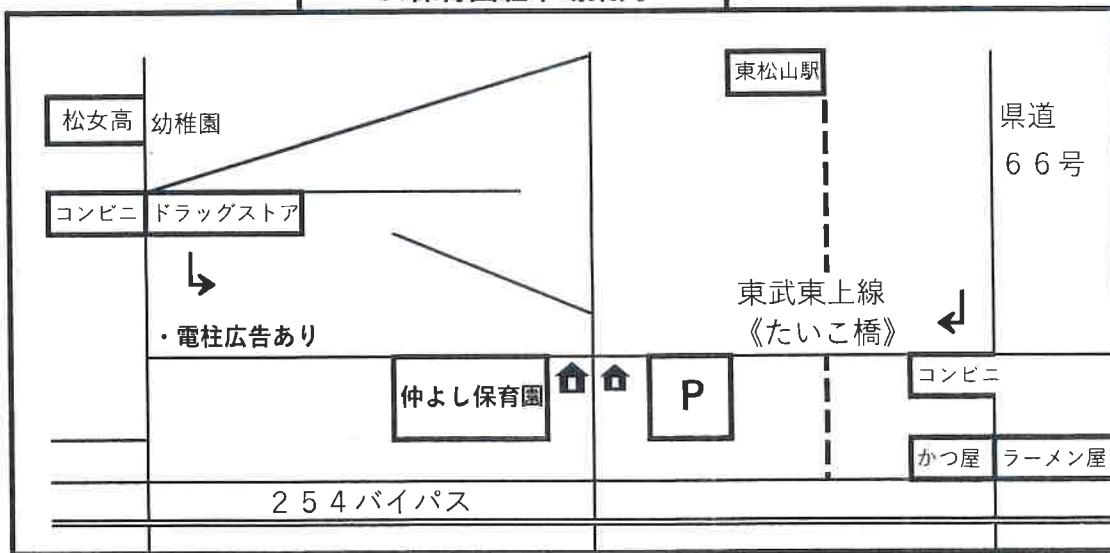 東松山駅
松女高
幼稚園
県道
６６号
コンビニ
ドラッグストア
東武東上線
《たいこ橋》
・電柱広告あり
コンビニ
仲よし保育園
P
かつ屋
ラーメン屋
２５４バイパス